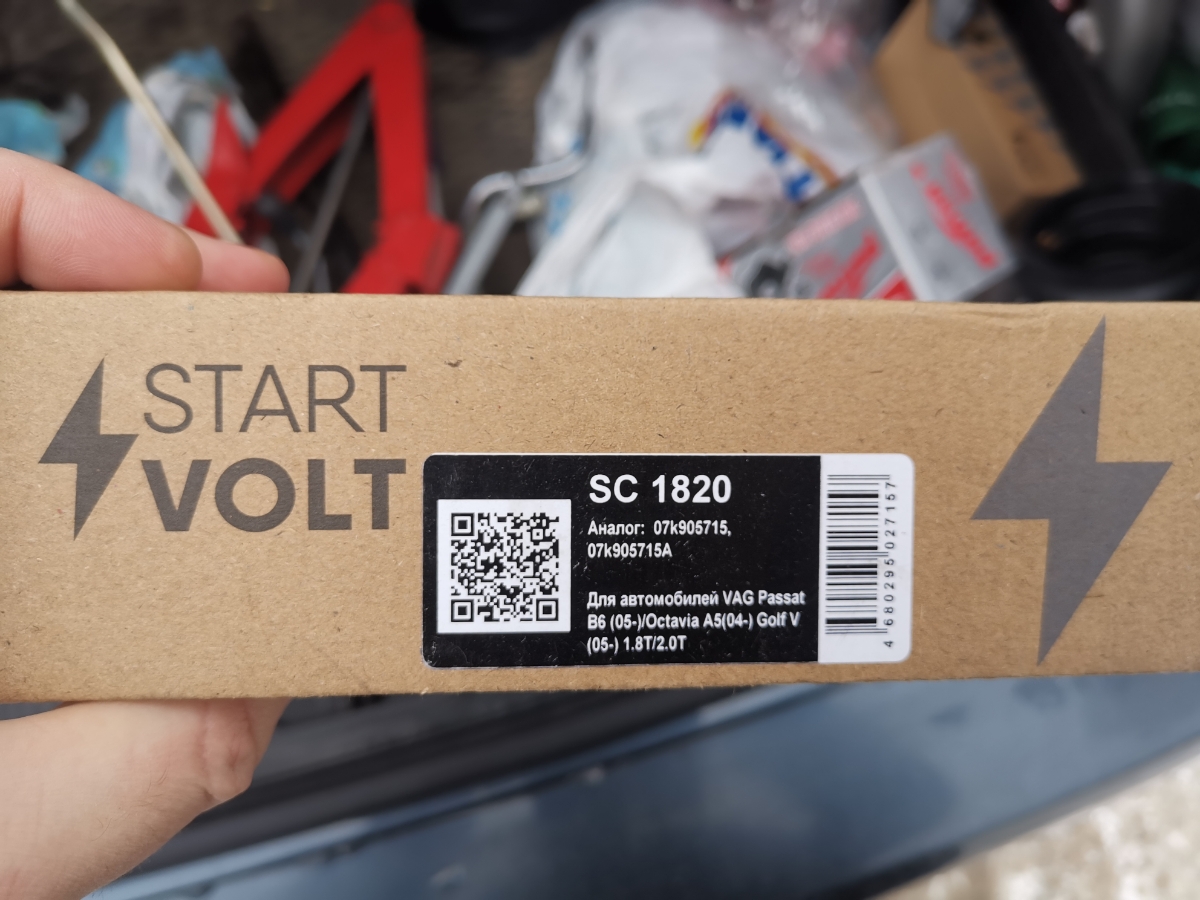 START
VOLT
SC 1820
Аналог: 07k905715,
07k905715A
Для автомобилей VAG Passat
B6 (05-)/Octavia A5(04-) Golf V
(05-) 1.8T/2.0T
4 680295 027157